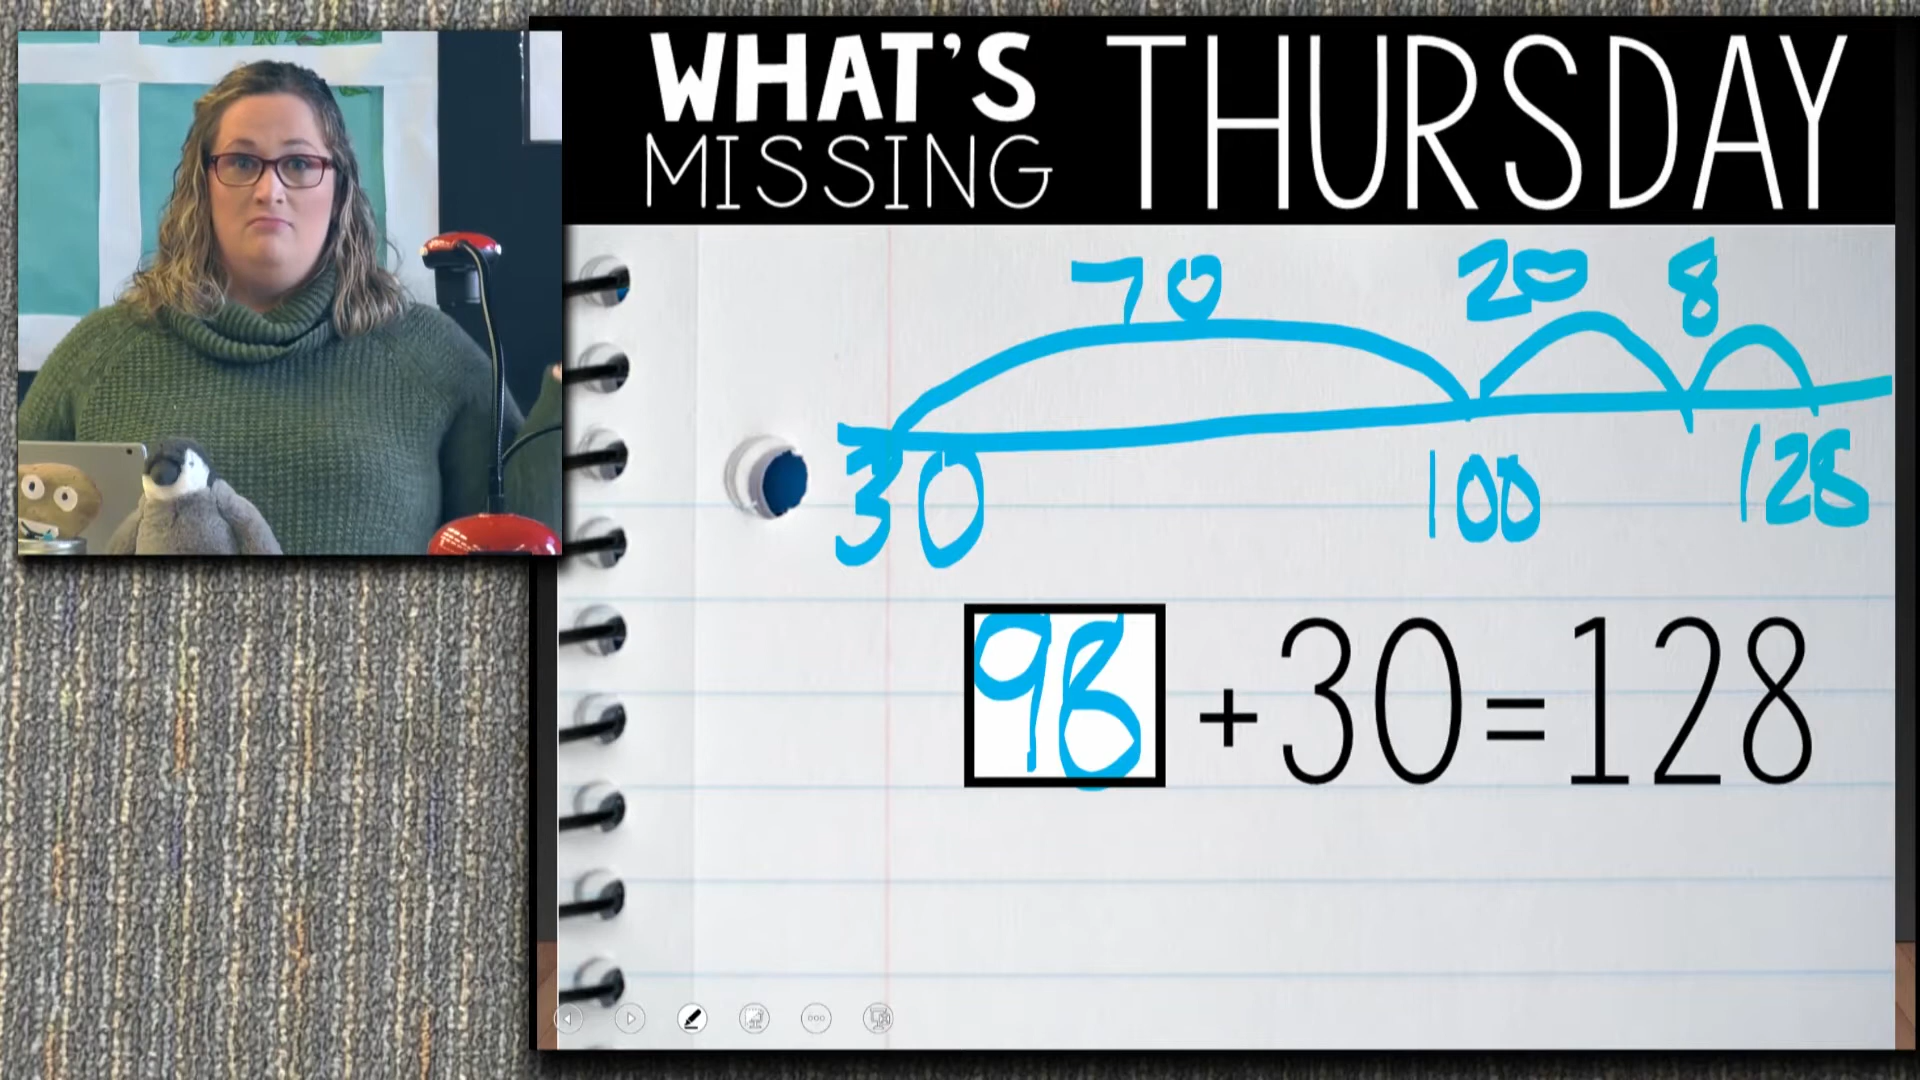 WHAT'S
MISSING
THURSDAY
70 20 8
30 100 128
98 + 30 = 128